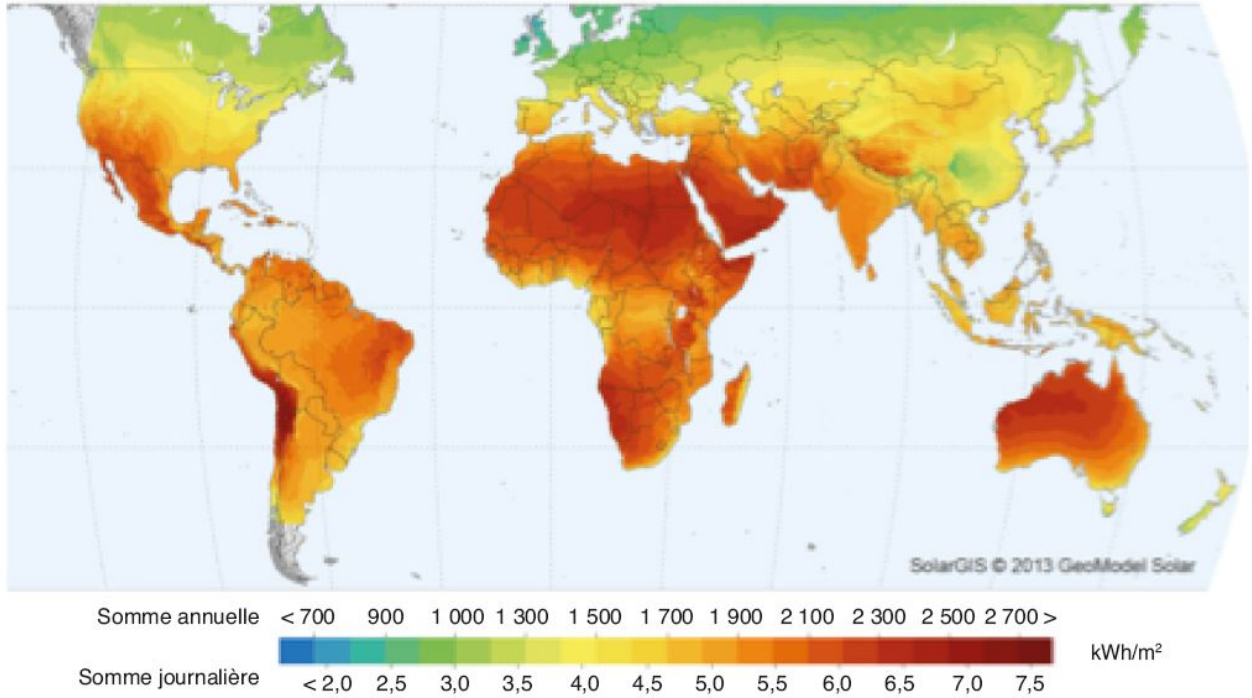 SolarGIS © 2013 GeoModel Solar
Somme annuelle < 700 900 1 000 1 300 1 500 1 700 1 900 2 100 2 300 2 500 2 700 >
kWh/m²
Somme journalière < 2,0 2,5 3,0 3,5 4,0 4,5 5,0 5,5 6,0 6,5 7,0 7,5